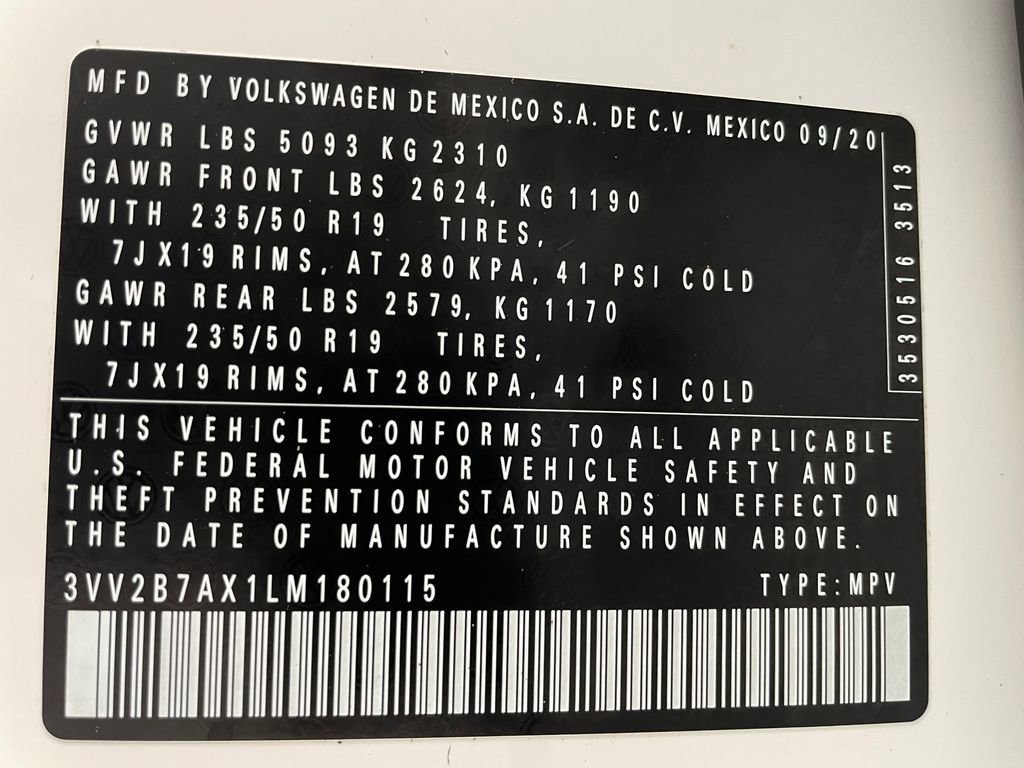 MFD BY VOLKSWAGEN DE MEXICO S.A. DE C.V. MEXICO 09/20
GVWR LBS 5093 KG 2310
GAWR FRONT LBS 2624, KG 1190
WITH 235/50 R19 TIRES,
7JX19 RIMS, AT 280 KPA, 41 PSI COLD
GAWR REAR LBS 2579, KG 1170
WITH 235/50 R19 TIRES,
7JX19 RIMS, AT 280 KPA, 41 PSI COLD
3530516 3513
THIS VEHICLE CONFORMS TO ALL APPLICABLE
U.S. FEDERAL MOTOR VEHICLE SAFETY AND
THEFT PREVENTION STANDARDS IN EFFECT ON
THE DATE OF MANUFACTURE SHOWN ABOVE.
3VV2B7AX1LM180115 TYPE:MPV